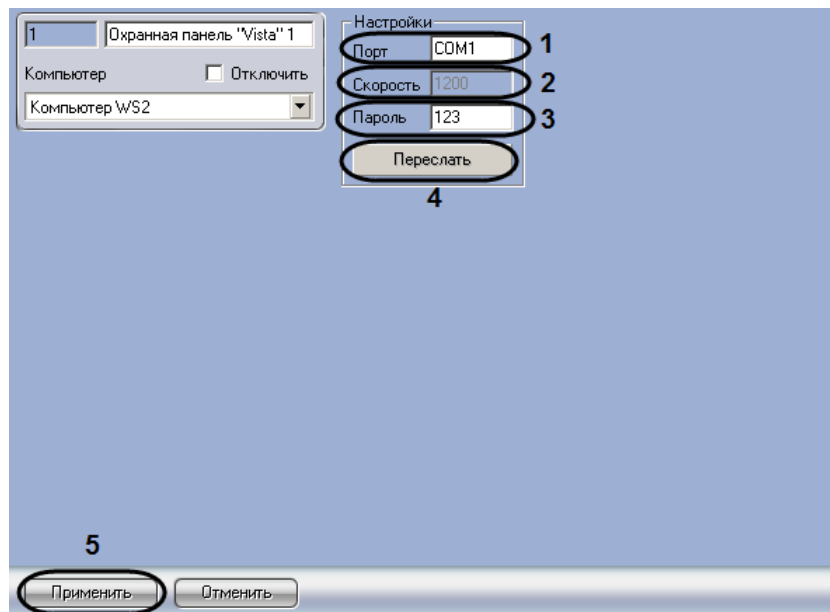 1 Охранная панель "Vista" 1
Компьютер Отключить
Компьютер WS2
Настройки
Порт COM1 1
Скорость 1200 2
Пароль 123 3
Переслать
4
5
Применить Отменить